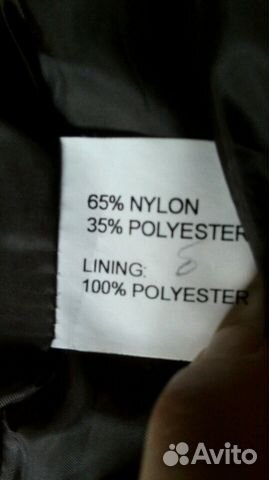 65% NYLON
35% POLYESTER
LINING:
100% POLYESTER
Avito